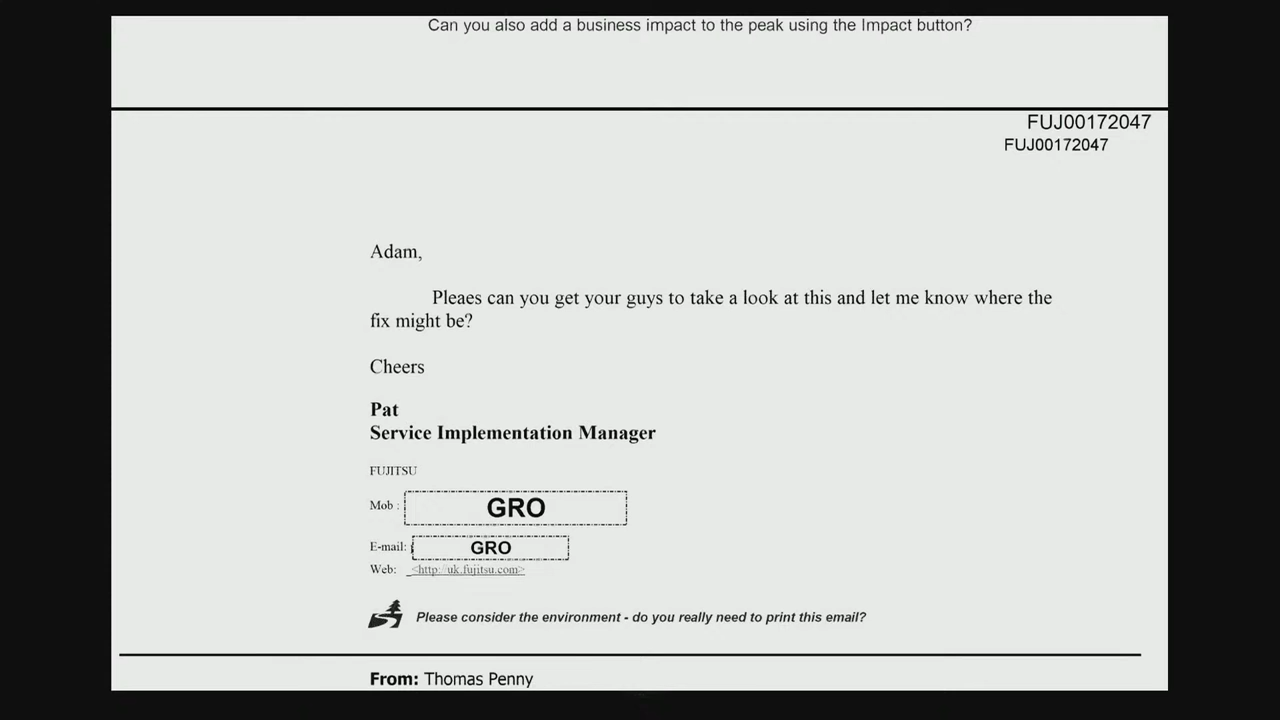 Can you also add a business impact to the peak using the Impact button?
FUJ00172047
FUJ00172047
Adam,
Pleaes can you get your guys to take a look at this and let me know where the
fix might be?
Cheers
Pat
Service Implementation Manager
FUJITSU
Mob : GRO
E-mail: GRO
Web: <http://uk.fujitsu.com>
Please consider the environment - do you really need to print this email?
From: Thomas Penny